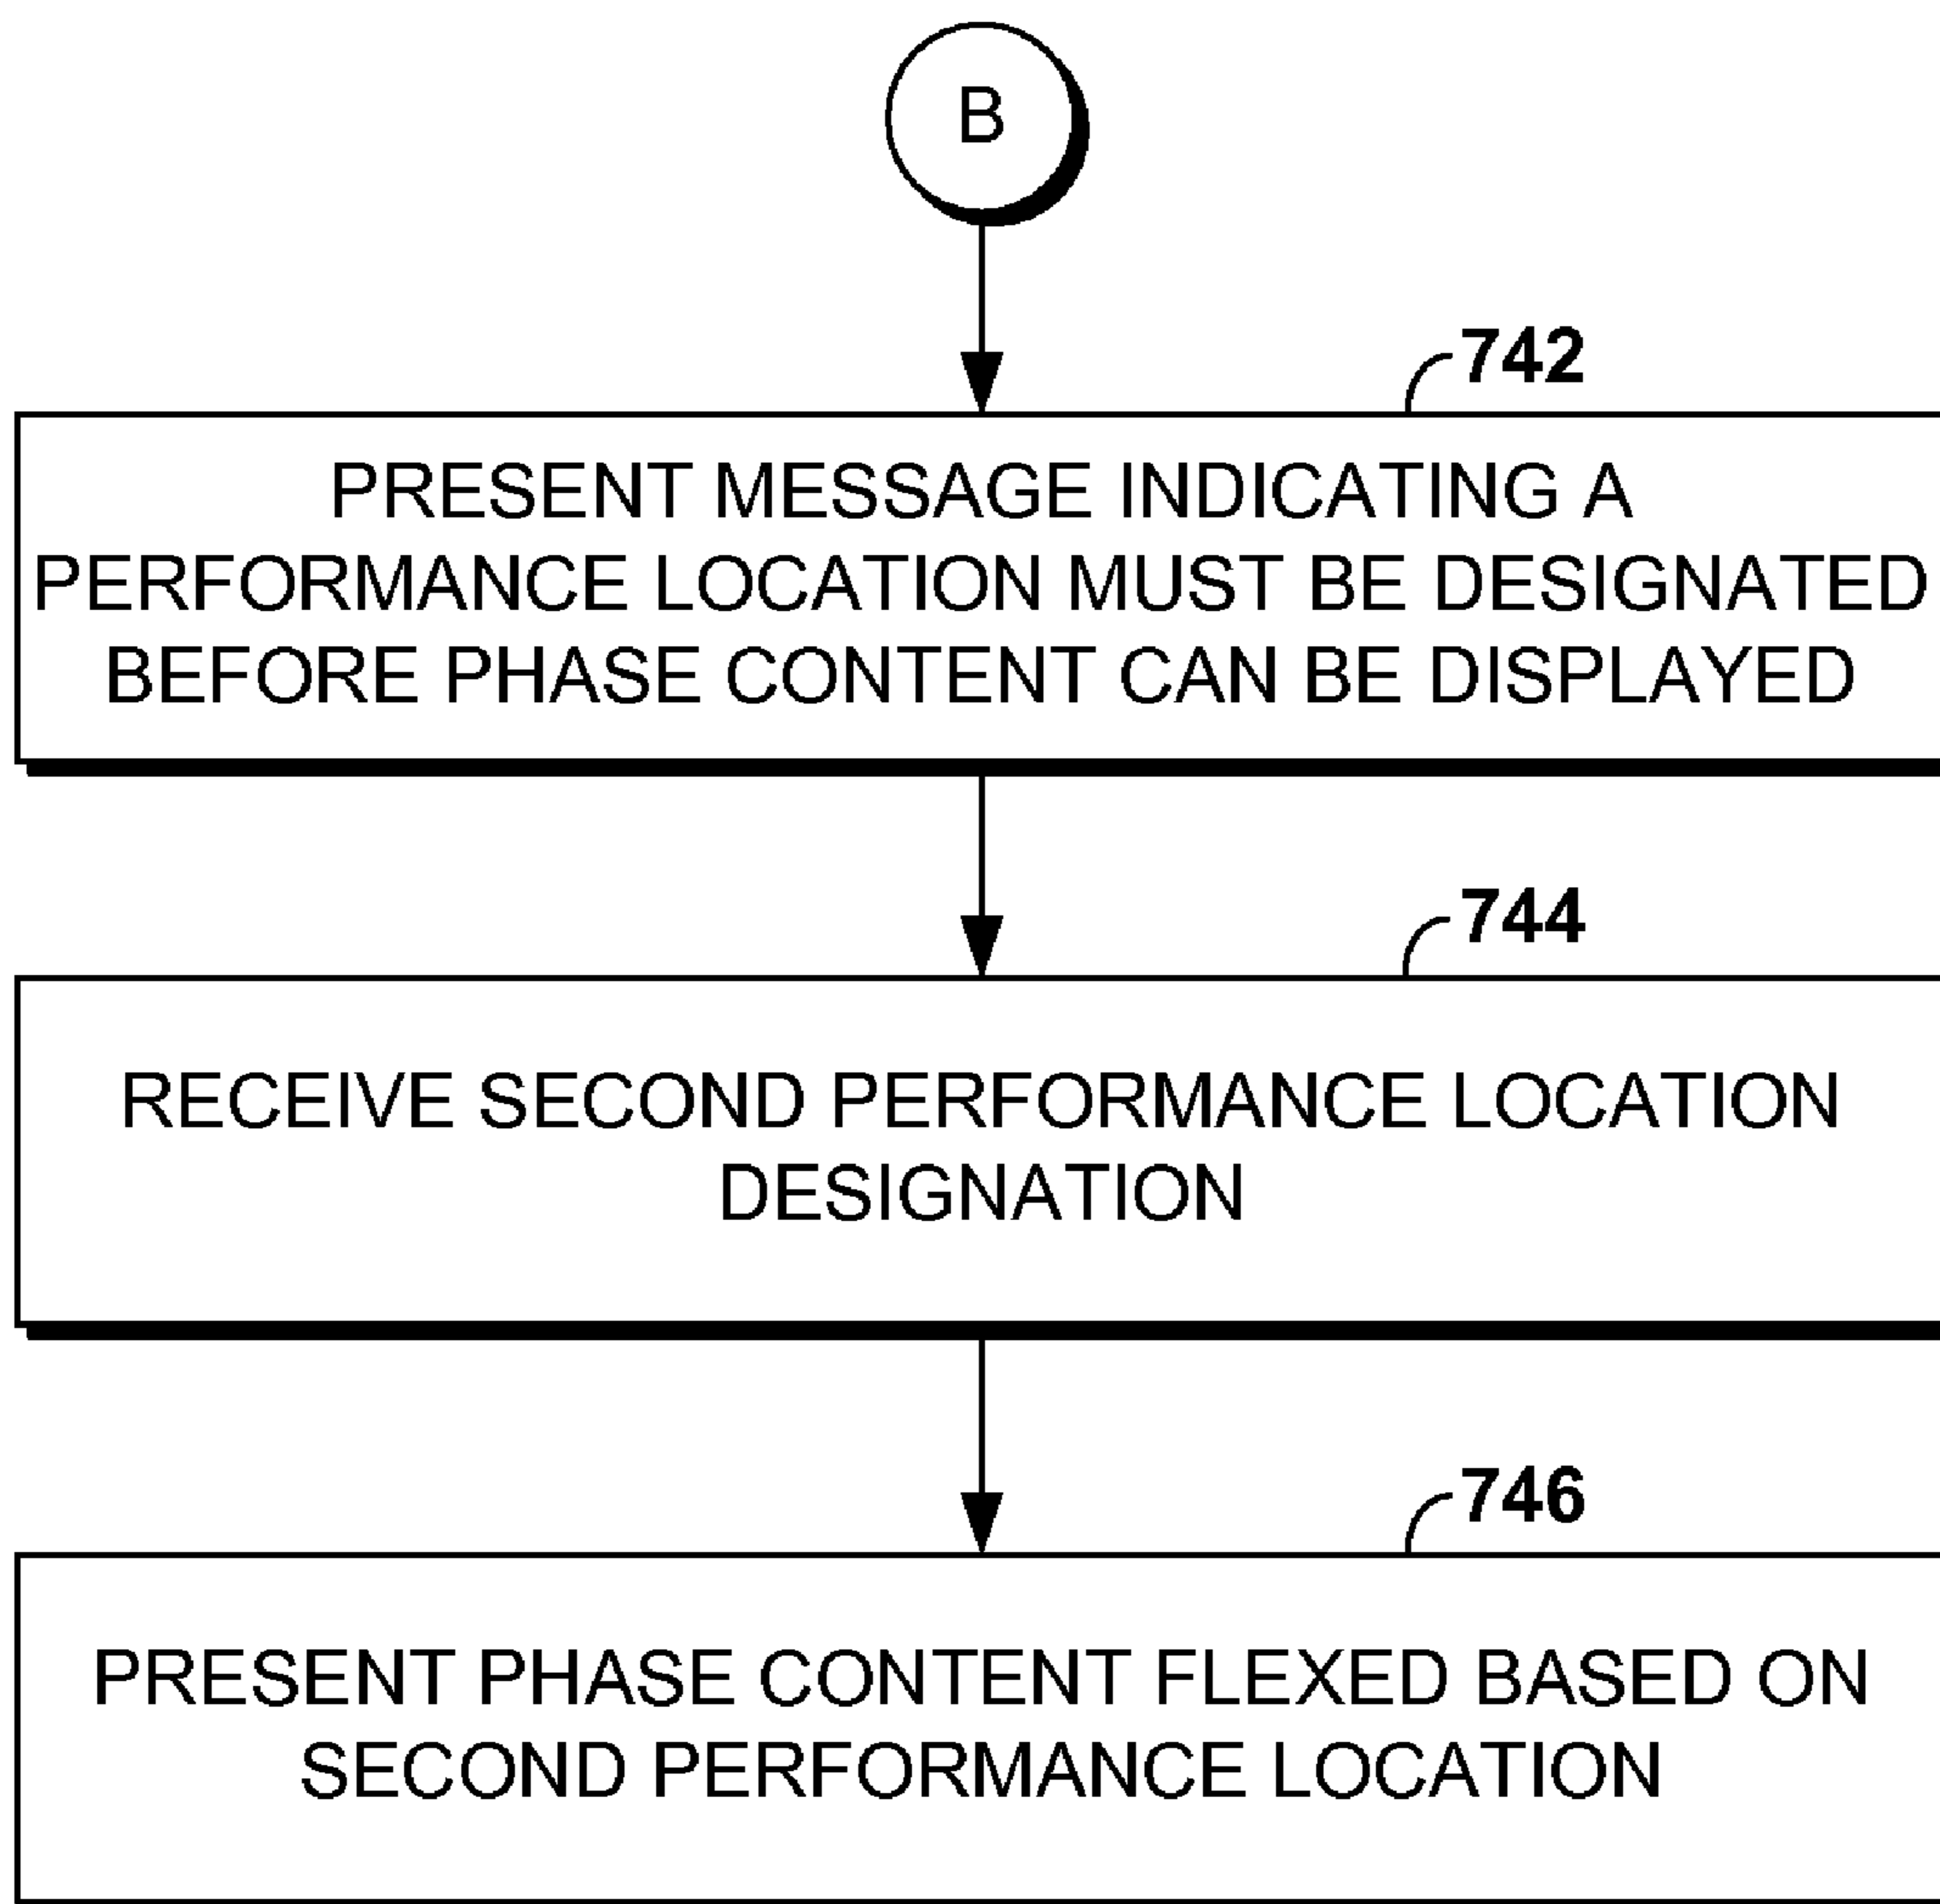 B
742
PRESENT MESSAGE INDICATING A
PERFORMANCE LOCATION MUST BE DESIGNATED
BEFORE PHASE CONTENT CAN BE DISPLAYED
744
RECEIVE SECOND PERFORMANCE LOCATION
DESIGNATION
746
PRESENT PHASE CONTENT FLEXED BASED ON
SECOND PERFORMANCE LOCATION